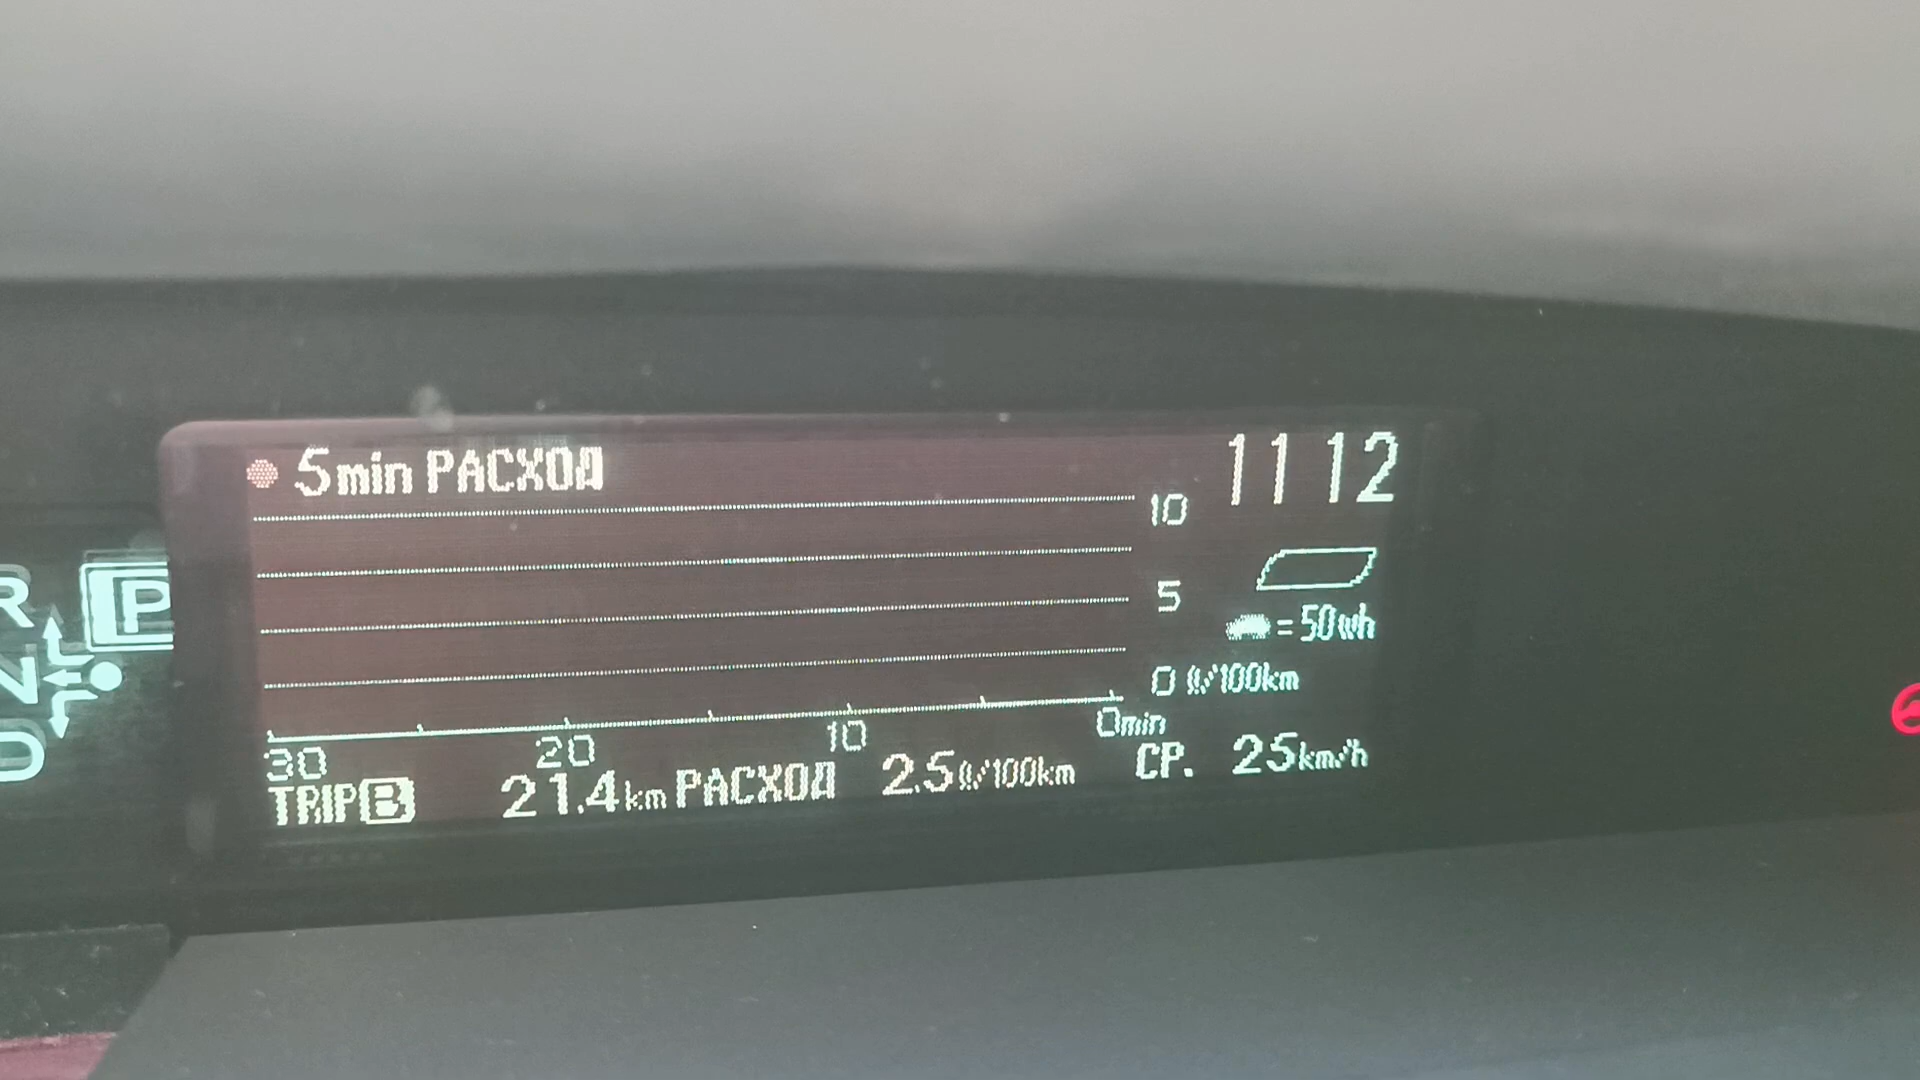 5min РАСХОД 11 12
10
5
= 50wh
0 ℓ/100km
30 20 10 0min
TRIP B 21.4km РАСХОД 2.5ℓ/100km СР. 25km/h
R
N
D
P